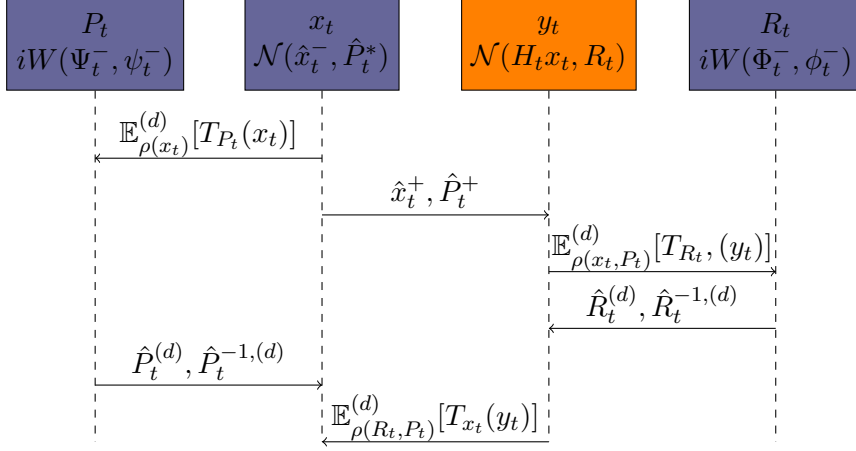 P_t
iW(Ψ_t^-, ψ_t^-)
x_t
𝒩(x̂_t^-, P̂_t^*)
y_t
𝒩(H_t x_t, R_t)
R_t
iW(Φ_t^-, ϕ_t^-)
𝔼_{ρ(x_t)}^{(d)}[T_{P_t}(x_t)]
x̂_t^+, P̂_t^+
𝔼_{ρ(x_t,P_t)}^{(d)}[T_{R_t}, (y_t)]
R̂_t^{(d)}, R̂_t^{-1,(d)}
P̂_t^{(d)}, P̂_t^{-1,(d)}
𝔼_{ρ(R_t,P_t)}^{(d)}[T_{x_t}(y_t)]